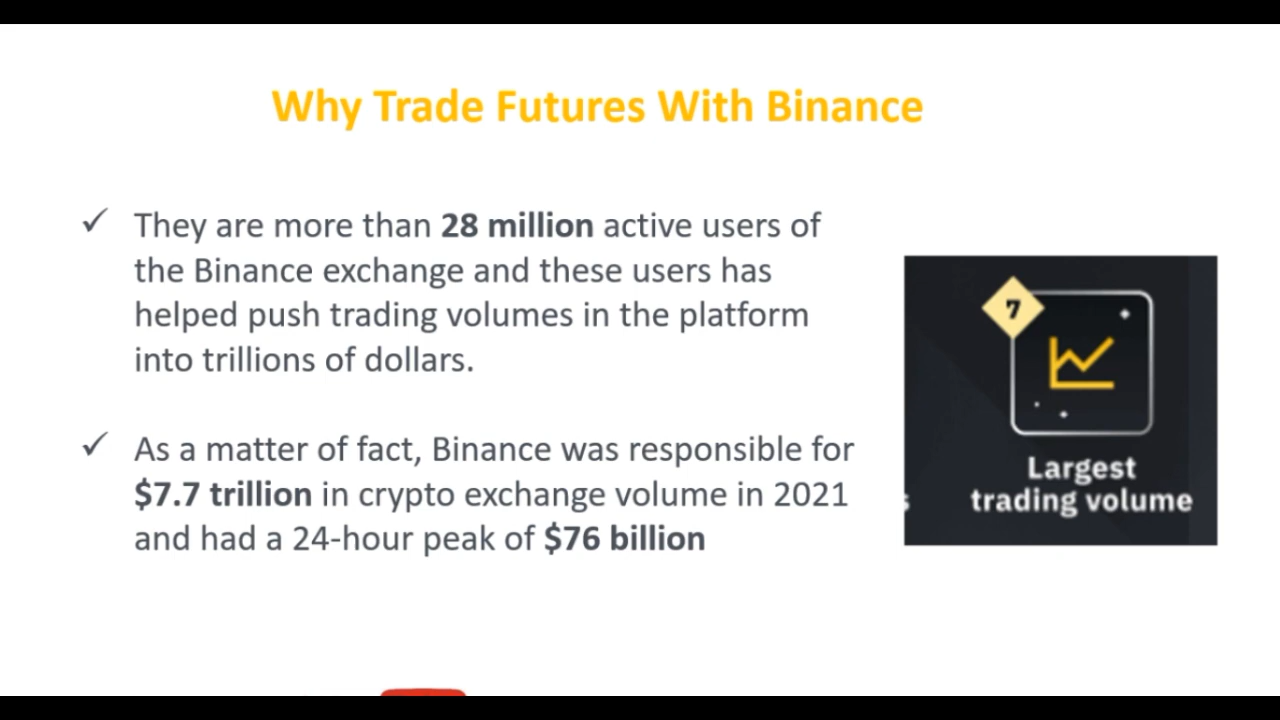 Why Trade Futures With Binance
✓ They are more than 28 million active users of
the Binance exchange and these users has
helped push trading volumes in the platform
into trillions of dollars.
✓ As a matter of fact, Binance was responsible for
$7.7 trillion in crypto exchange volume in 2021
and had a 24-hour peak of $76 billion
7
Largest
trading volume